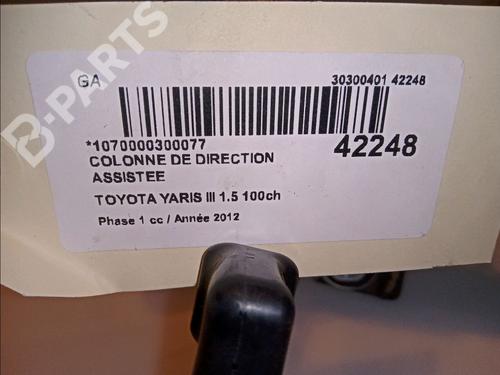 B-PARTS
GA 30300401 42248
*1070000300077
42248
COLONNE DE DIRECTION
ASSISTEE
TOYOTA YARIS III 1.5 100ch
Phase 1 cc / Année 2012